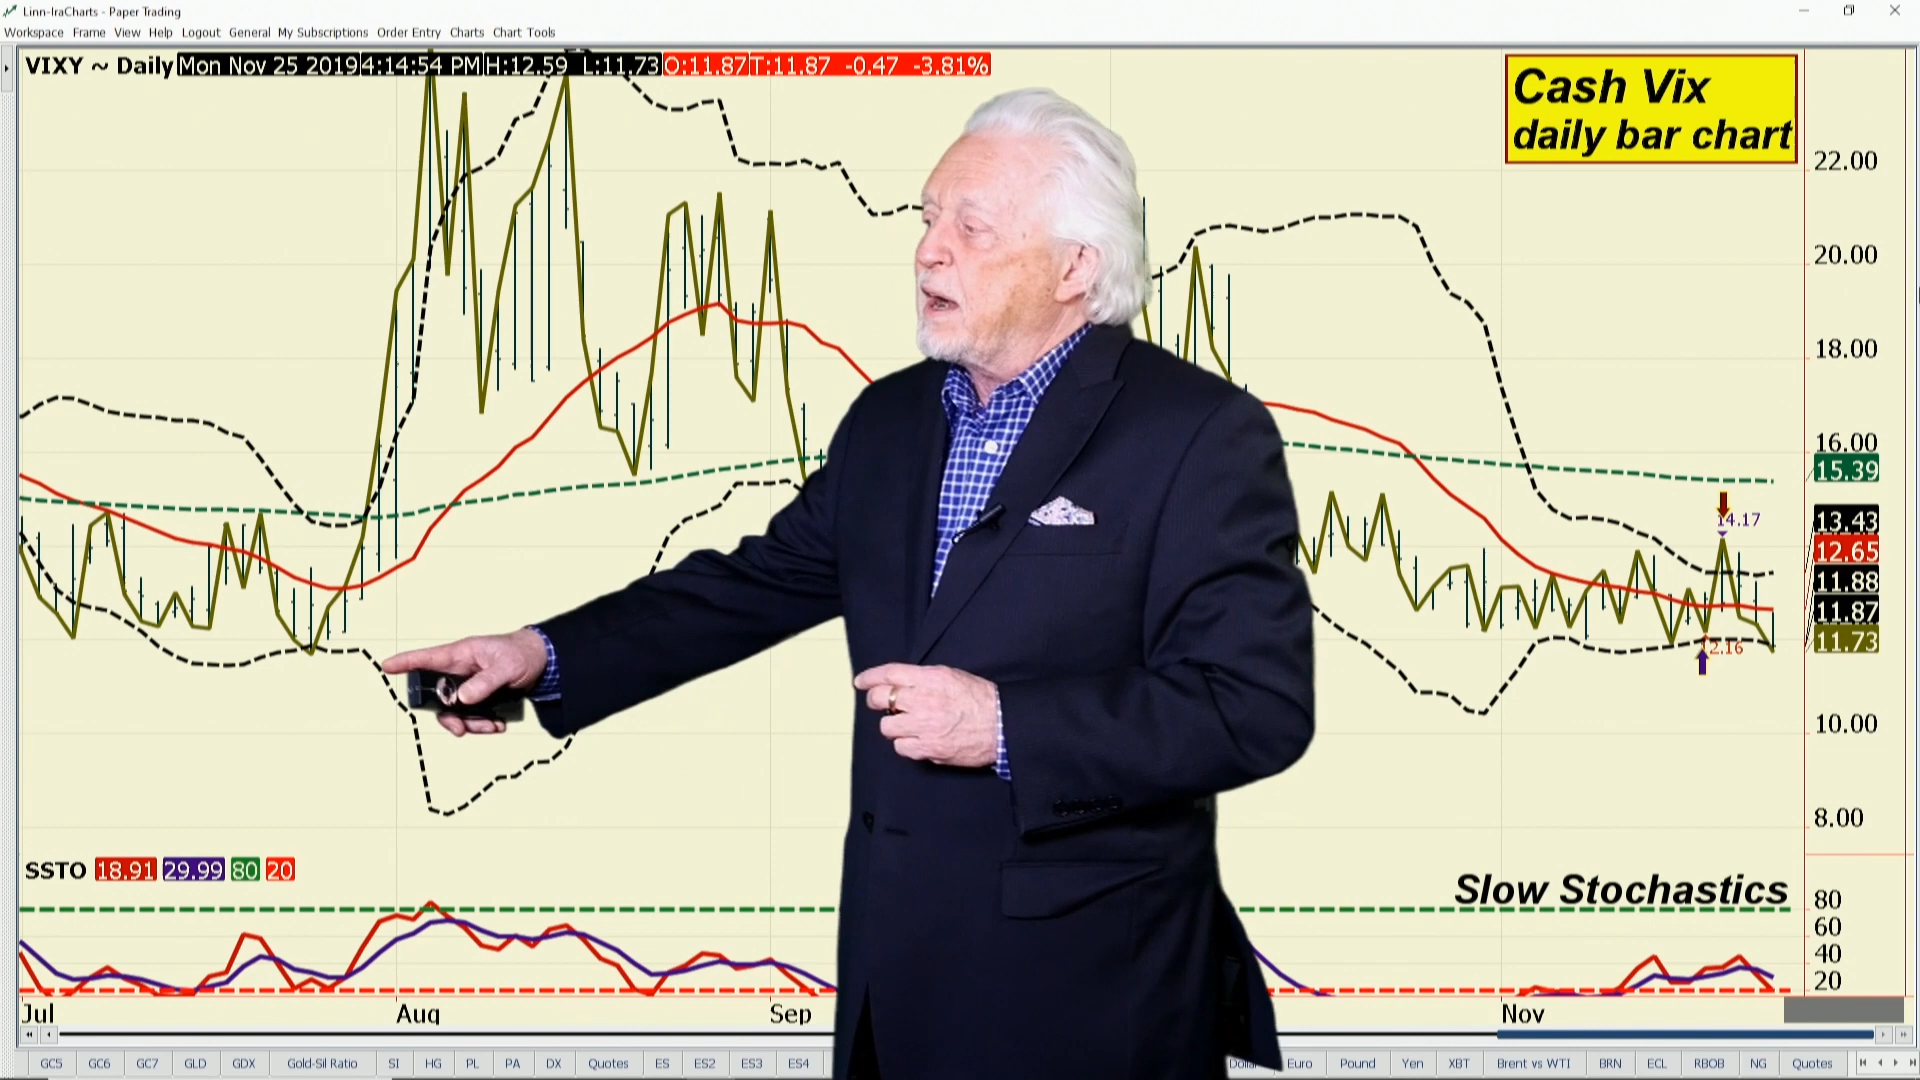 Linn-IraCharts - Paper Trading
Workspace Frame View Help Logout General My Subscriptions Order Entry Charts Chart Tools
VIXY ~ Daily Mon Nov 25 2019 4:14:54 PM H:12.59 L:11.73 O:11.87 T:11.87 -0.47 -3.81%
Cash Vix
daily bar chart
22.00
20.00
18.00
16.00
15.39
14.17
13.43
12.65
11.88
11.87
11.73
12.16
10.00
8.00
SSTO 18.91 29.99 80 20
Slow Stochastics
80
60
40
20
Jul Aug Sep Nov
GC5 GC6 GC7 GLD GDX Gold-Sil Ratio SI HG PL PA DX Quotes ES ES2 ES3 ES4 Euro Pound Yen XBT Brent vs WTI BRN ECL RBOB NG Quotes